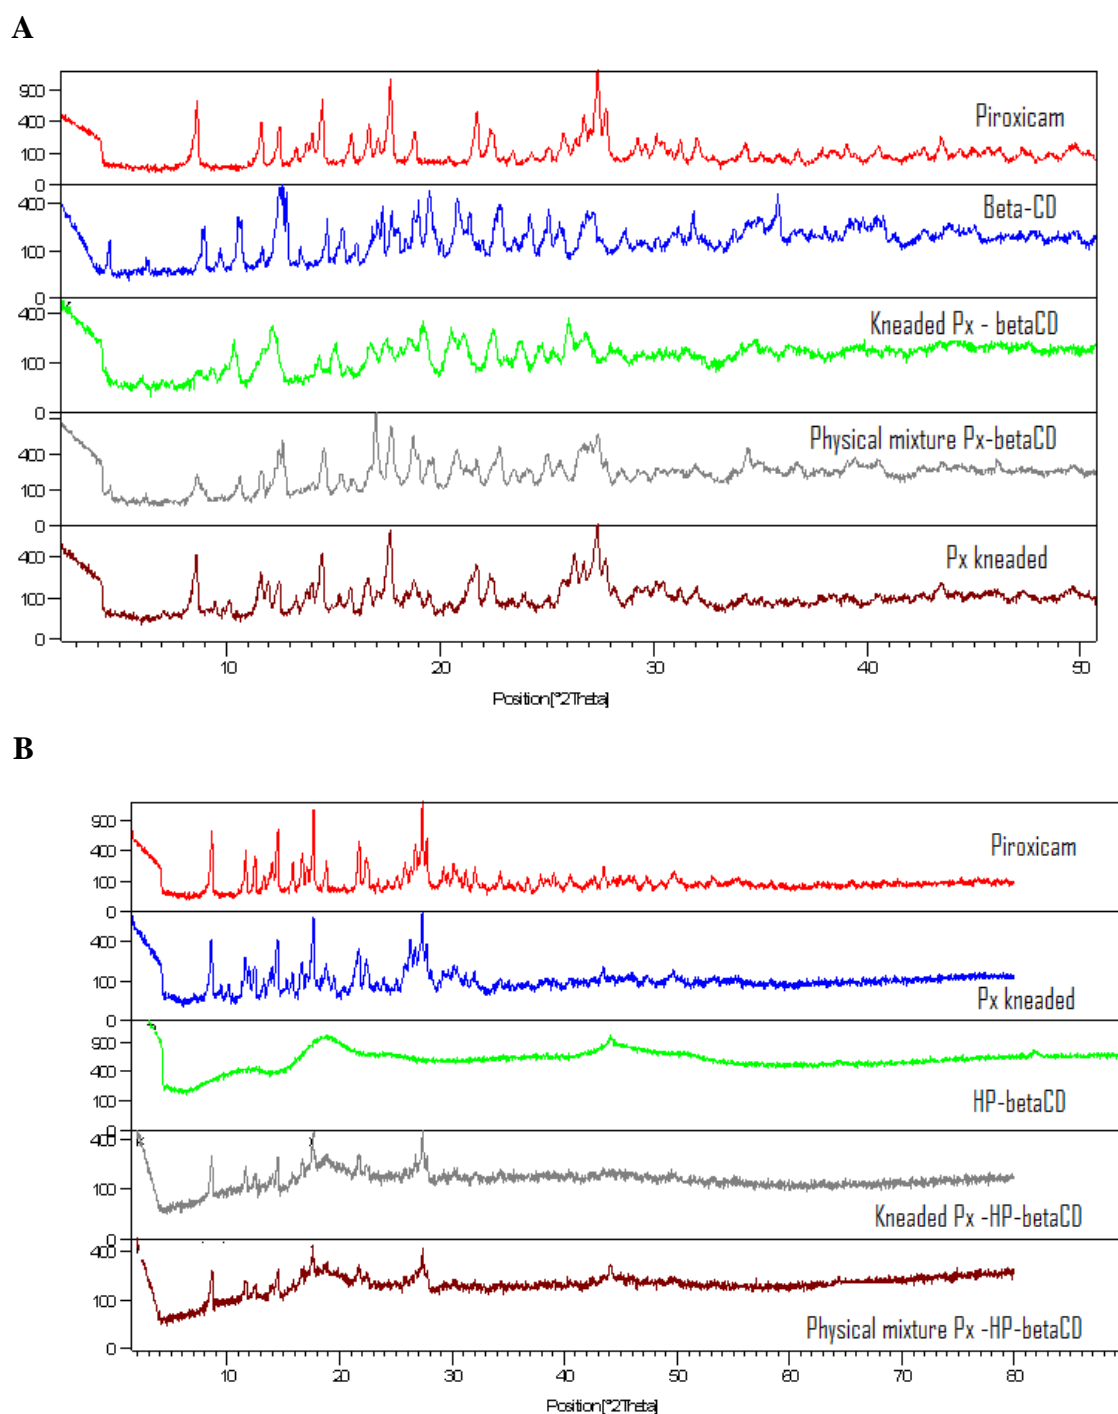 A
900
400
100
0
Piroxicam
400
100
0
Beta-CD
400
100
0
Kneaded Px - betaCD
400
100
0
Physical mixture Px-betaCD
400
100
0
Px kneaded
10 20 30 40 50
Position [°2Theta]
B
900
400
100
0
Piroxicam
400
100
0
Px kneaded
900
400
100
0
HP-betaCD
400
100
0
Kneaded Px -HP-betaCD
400
100
0
Physical mixture Px -HP-betaCD
10 20 30 40 50 60 70 80
Position [°2Theta]